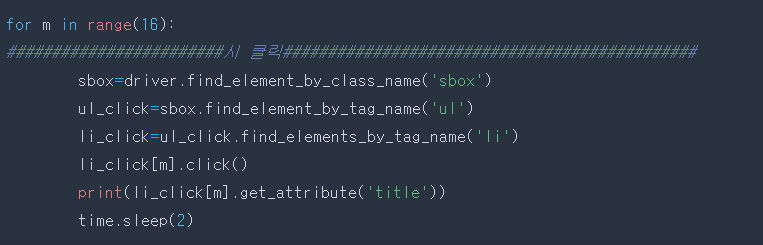 for m in range(16):
########################시 클릭##############################################
sbox=driver.find_element_by_class_name('sbox')
ul_click=sbox.find_element_by_tag_name('ul')
li_click=ul_click.find_elements_by_tag_name('li')
li_click[m].click()
print(li_click[m].get_attribute('title'))
time.sleep(2)